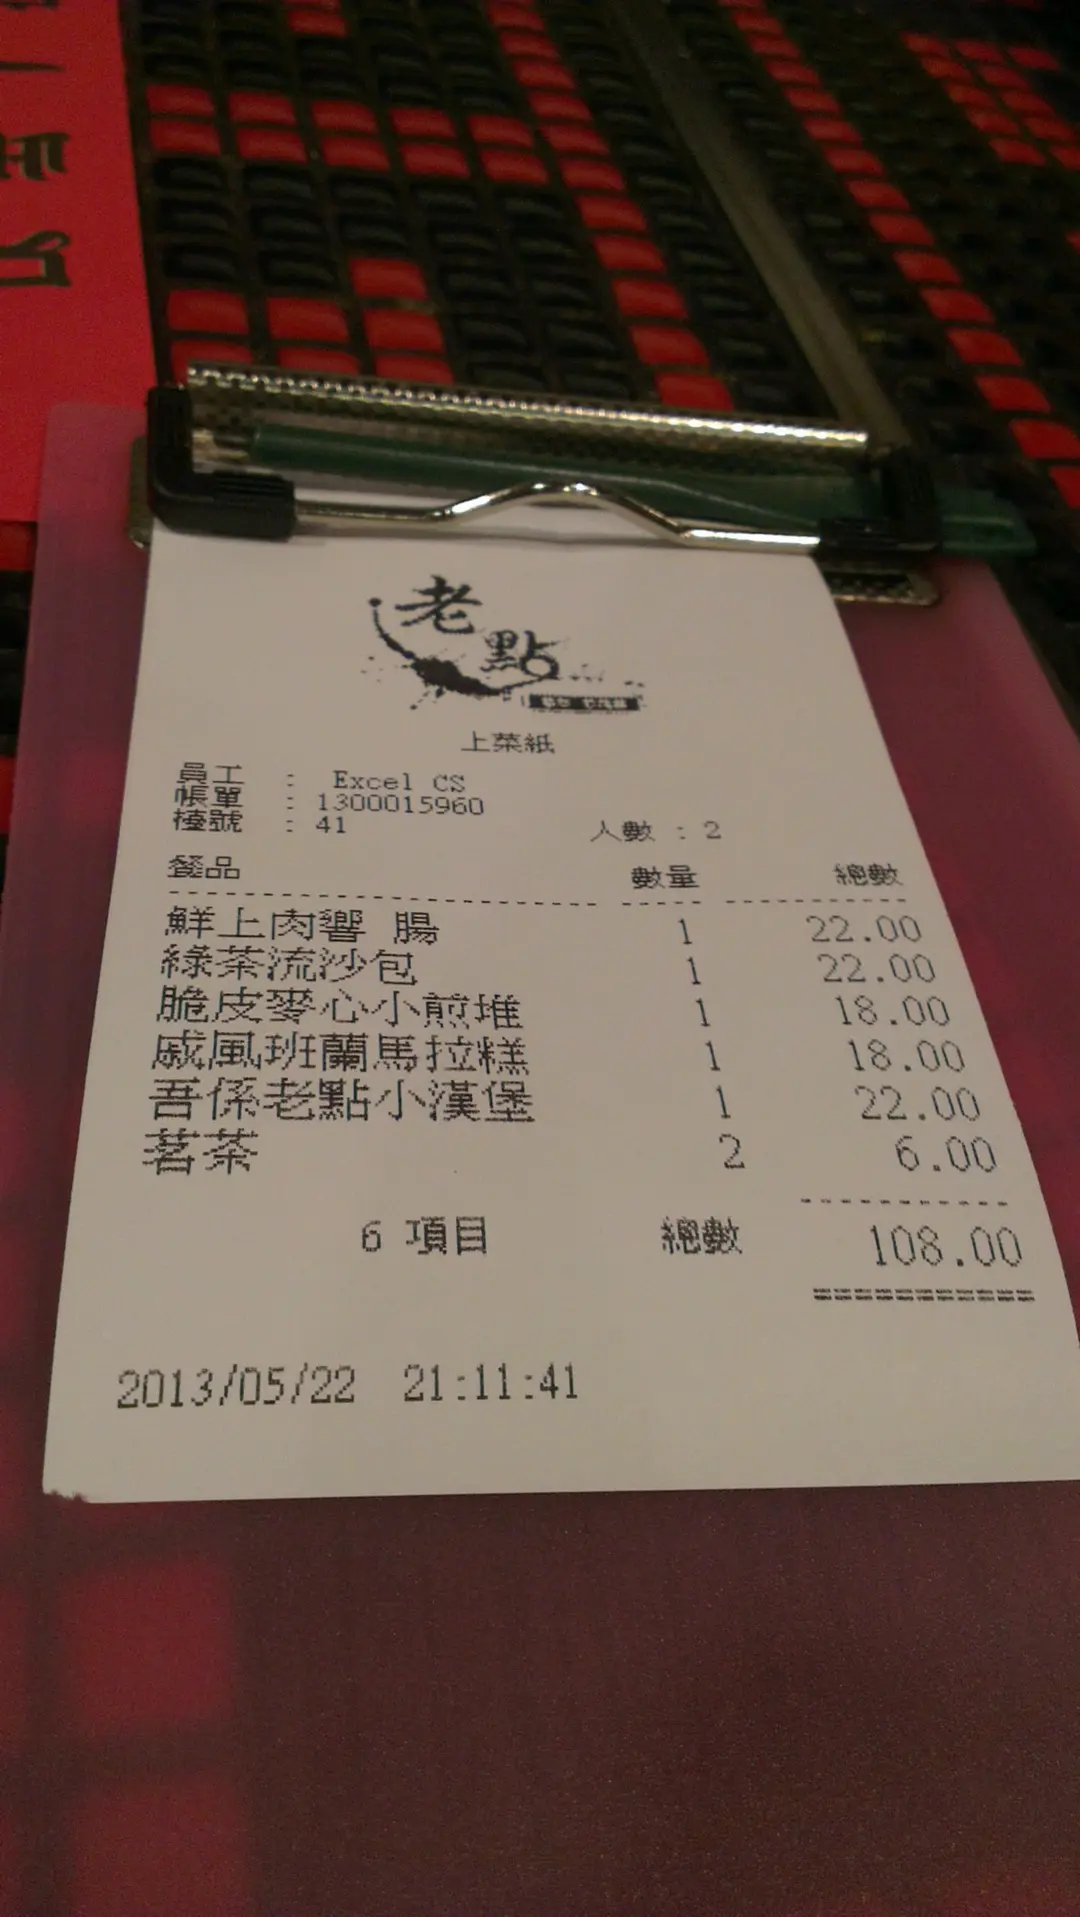 老點
上菜紙
員工 : Excel CS
帳單 : 1300015960
檯號 : 41 人數 : 2
餐品 數量 總數
鮮上肉響 腸 1 22.00
綠茶流沙包 1 22.00
脆皮麥心小煎堆 1 18.00
戚風班蘭馬拉糕 1 18.00
吾係老點小漢堡 1 22.00
茗茶 2 6.00
6 項目 總數 108.00
2013/05/22 21:11:41